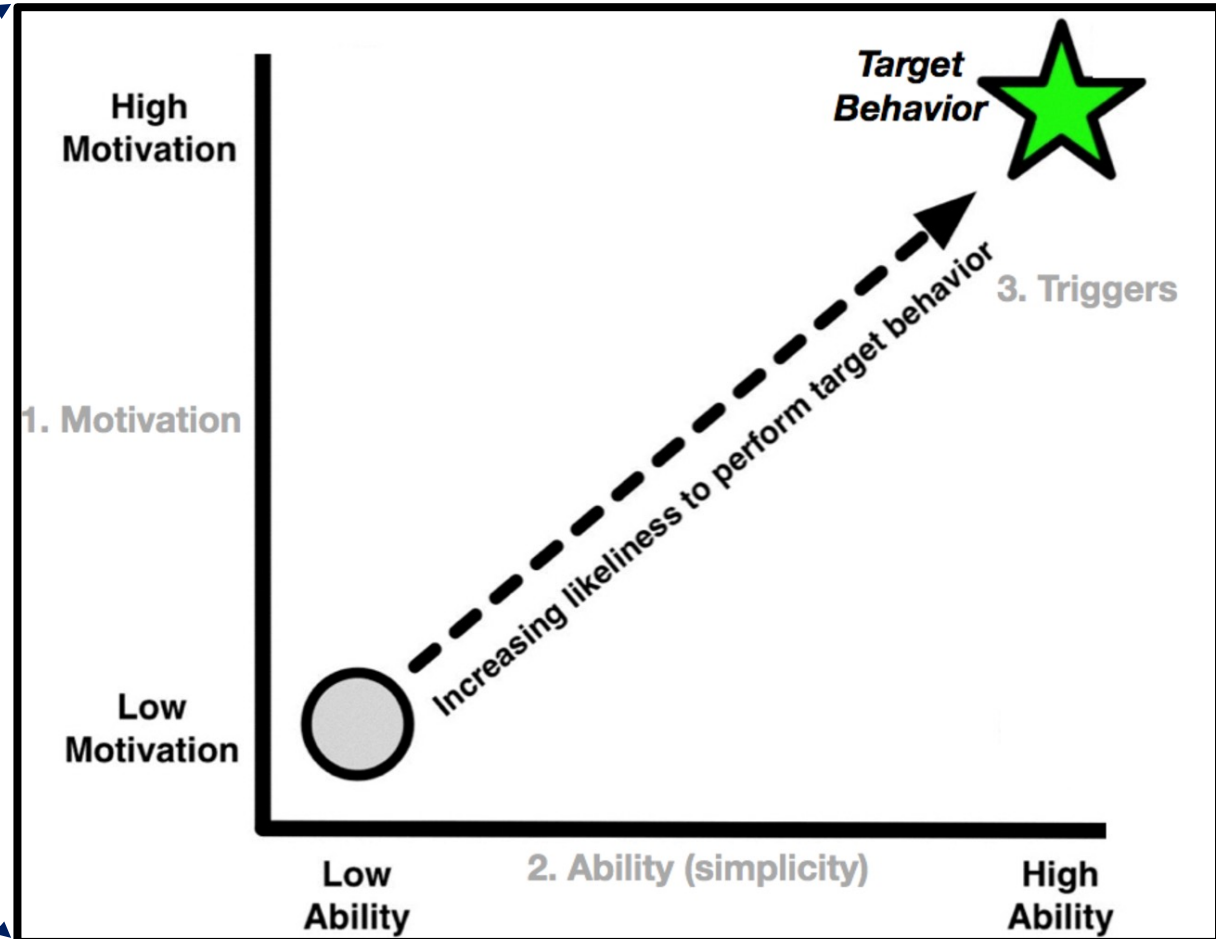 Target
Behavior
High
Motivation
3. Triggers
1. Motivation
Increasing likeliness to perform target behavior
Low
Motivation
2. Ability (simplicity)
Low
Ability
High
Ability